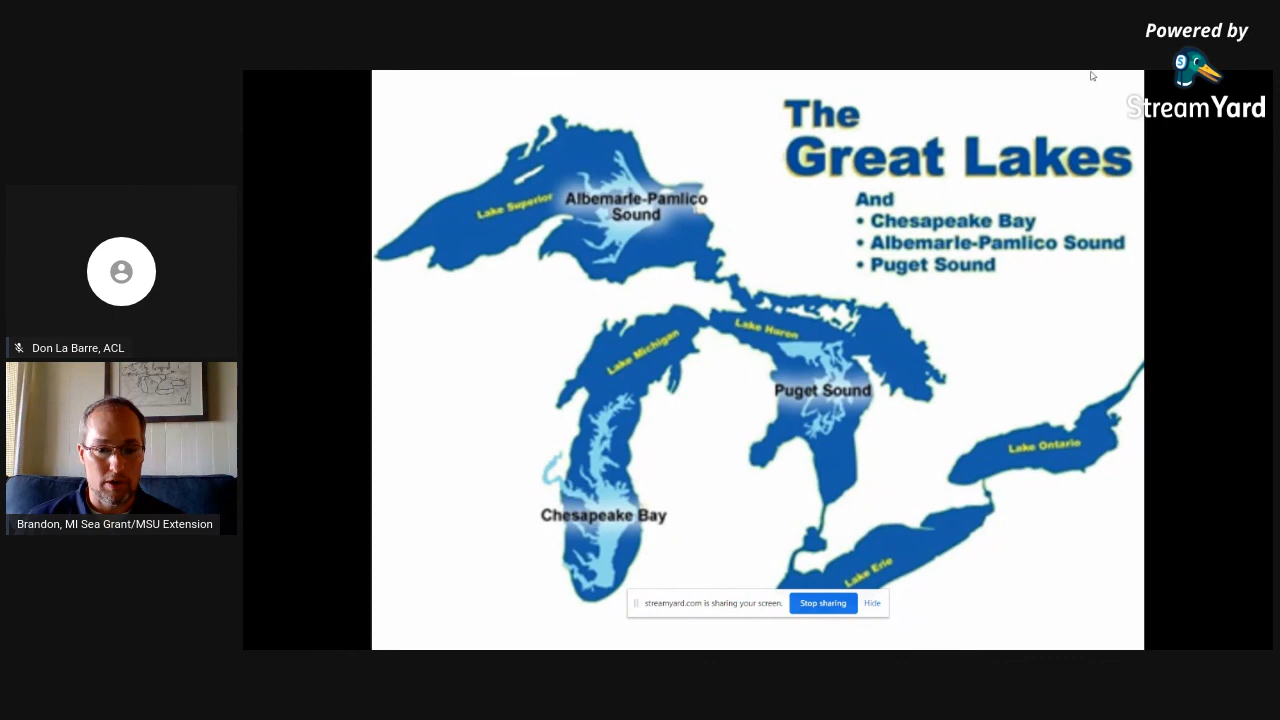 Powered by
StreamYard
The
Great Lakes
And
• Chesapeake Bay
• Albemarle-Pamlico Sound
• Puget Sound
Lake Superior
Albemarle-Pamlico
Sound
Lake Michigan
Lake Huron
Puget Sound
Lake Ontario
Chesapeake Bay
Lake Erie
streamyard.com is sharing your screen.
Stop sharing
Hide
Don La Barre, ACL
Brandon, MI Sea Grant/MSU Extension